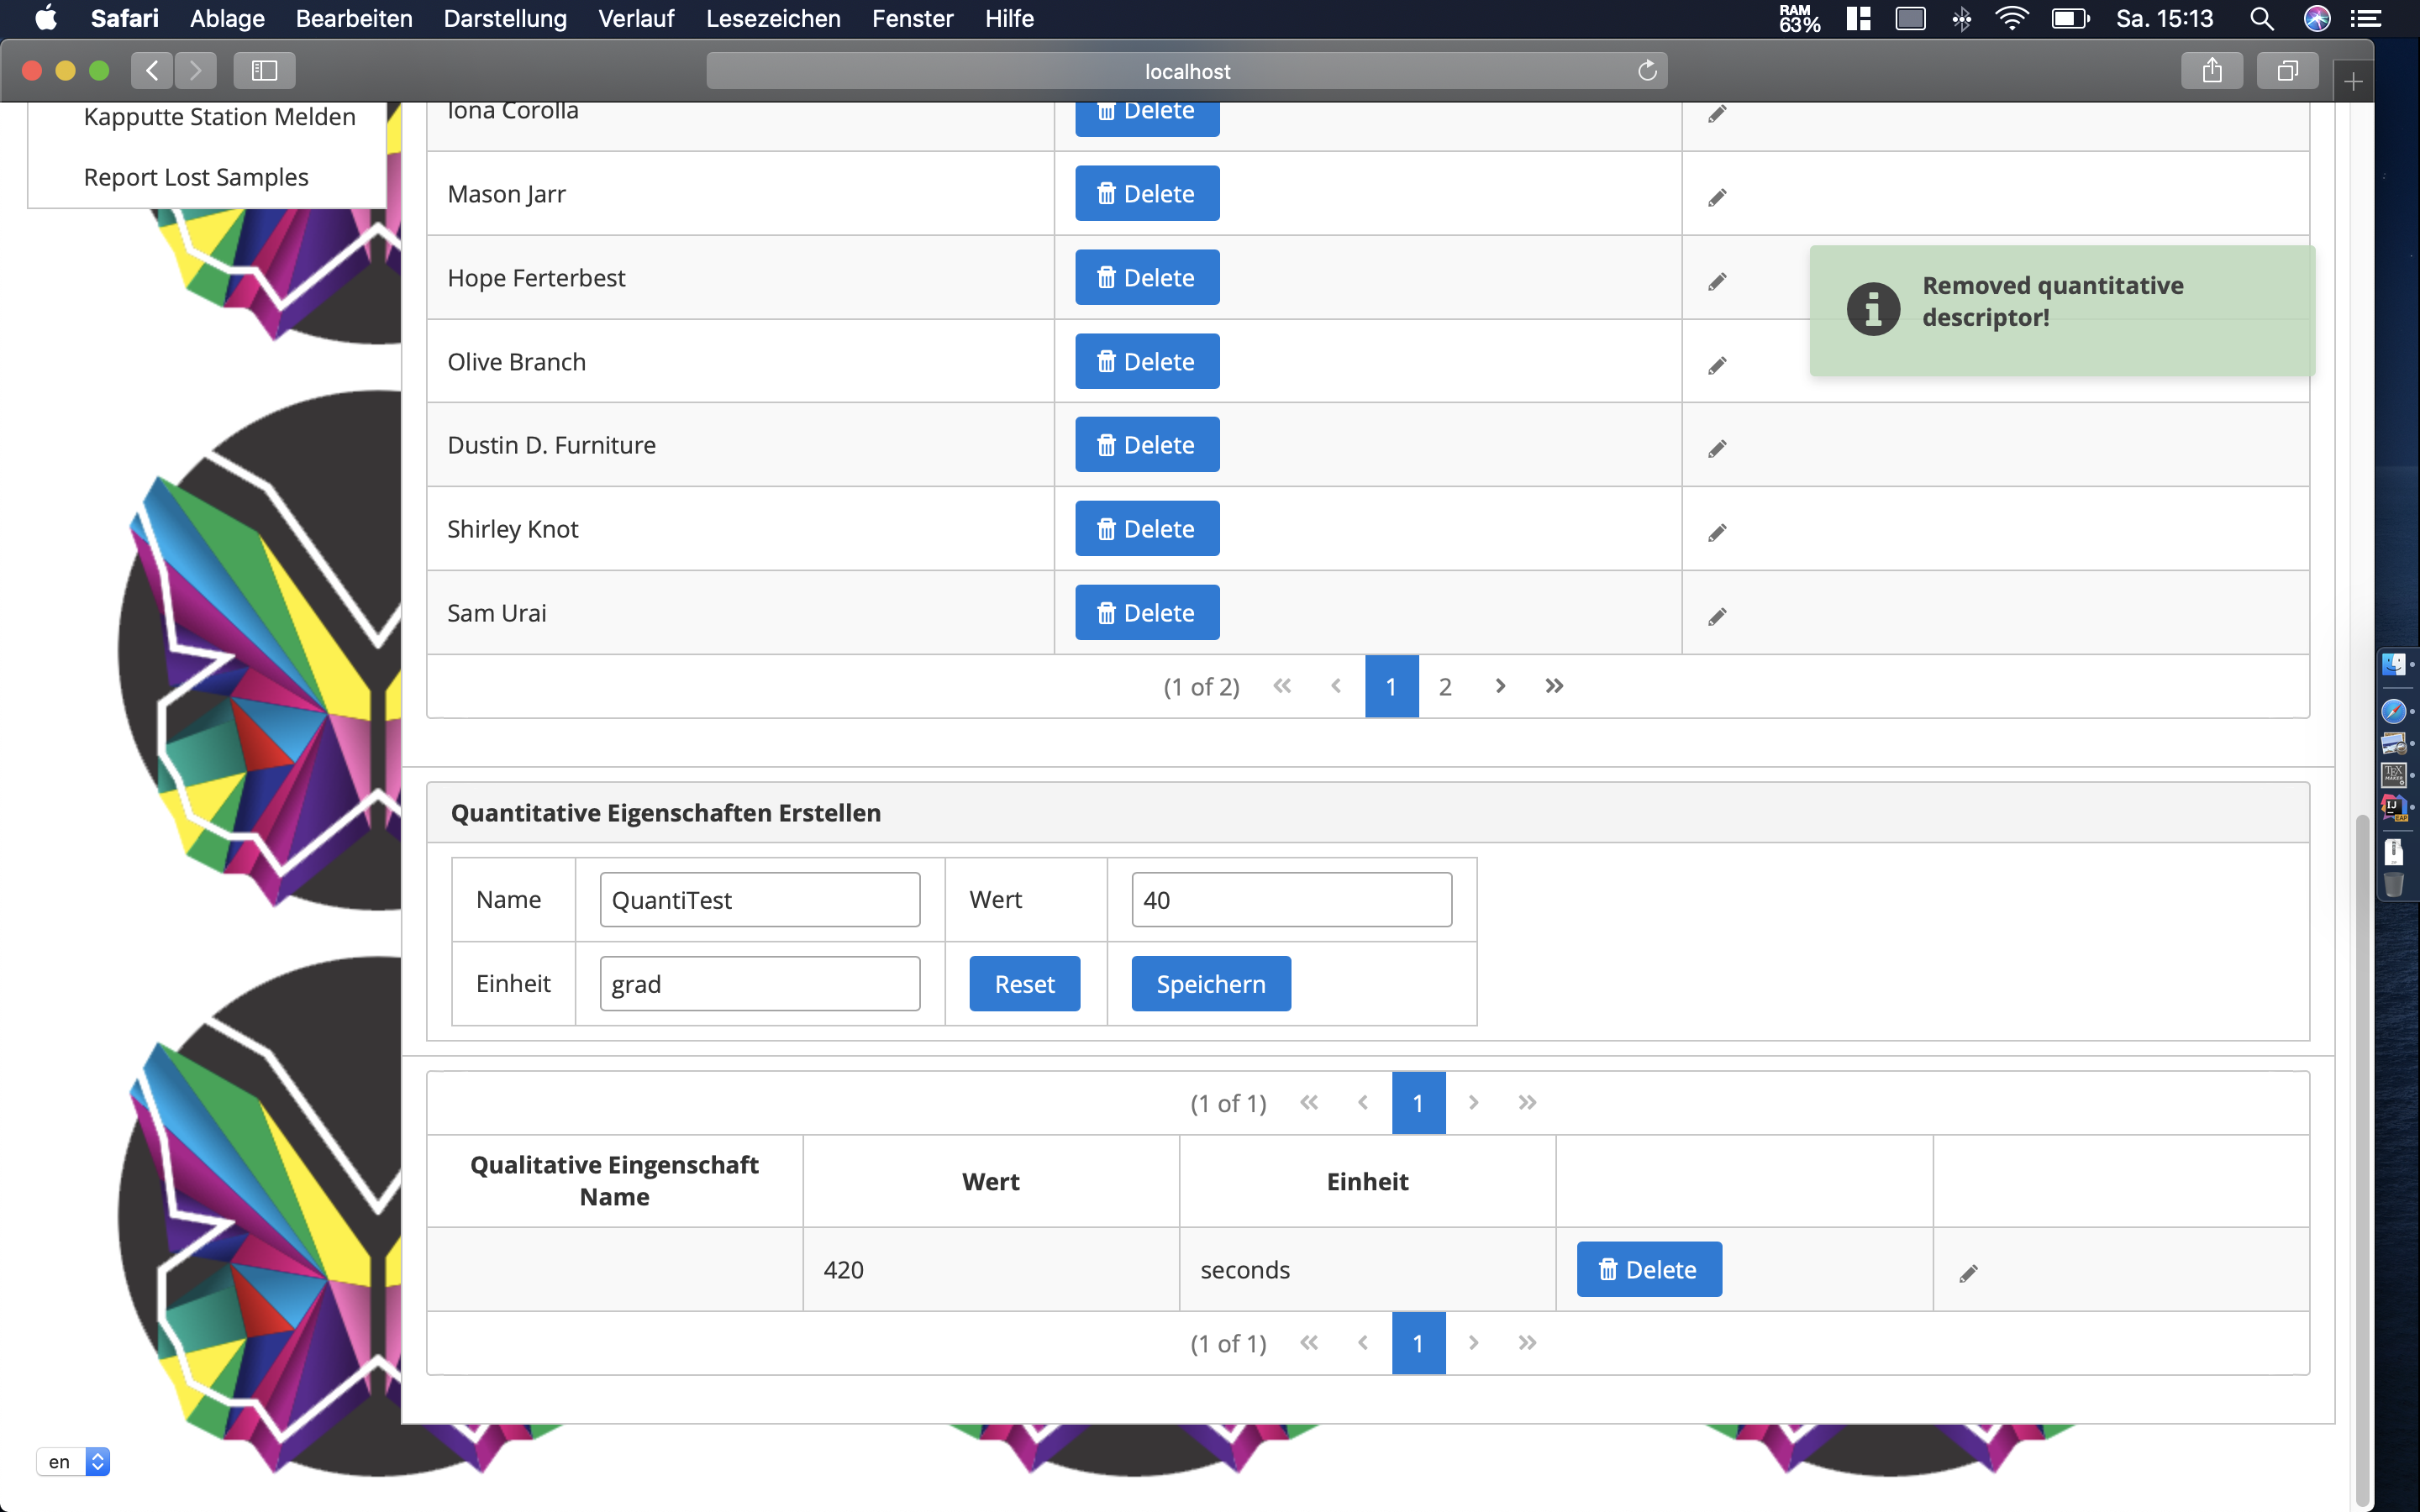 Safari Ablage Bearbeiten Darstellung Verlauf Lesezeichen Fenster Hilfe RAM 63% Sa. 15:13
localhost
Kapputte Station Melden
Report Lost Samples
Iona Corolla Delete
Mason Jarr Delete
Hope Ferterbest Delete
Removed quantitative
descriptor!
Olive Branch Delete
Dustin D. Furniture Delete
Shirley Knot Delete
Sam Urai Delete
(1 of 2) 1 2
Quantitative Eigenschaften Erstellen
Name QuantiTest Wert 40
Einheit grad Reset Speichern
(1 of 1) 1
Qualitative Eingenschaft
Name Wert Einheit
420 seconds Delete
(1 of 1) 1
en